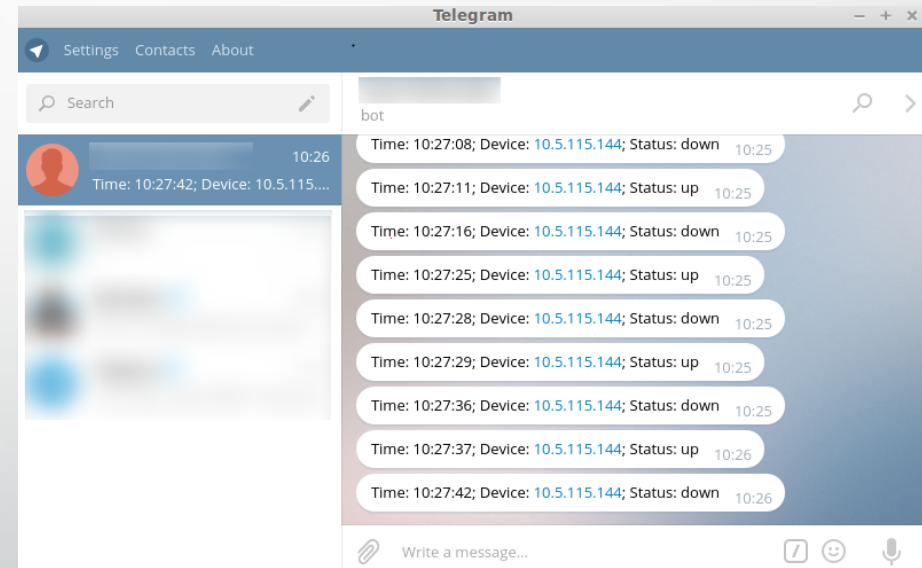 Telegram
Settings Contacts About
Search
bot
10:26
Time: 10:27:42; Device: 10.5.115....
Time: 10:27:08; Device: 10.5.115.144; Status: down 10:25
Time: 10:27:11; Device: 10.5.115.144; Status: up 10:25
Time: 10:27:16; Device: 10.5.115.144; Status: down 10:25
Time: 10:27:25; Device: 10.5.115.144; Status: up 10:25
Time: 10:27:28; Device: 10.5.115.144; Status: down 10:25
Time: 10:27:29; Device: 10.5.115.144; Status: up 10:25
Time: 10:27:36; Device: 10.5.115.144; Status: down 10:25
Time: 10:27:37; Device: 10.5.115.144; Status: up 10:26
Time: 10:27:42; Device: 10.5.115.144; Status: down 10:26
Write a message...